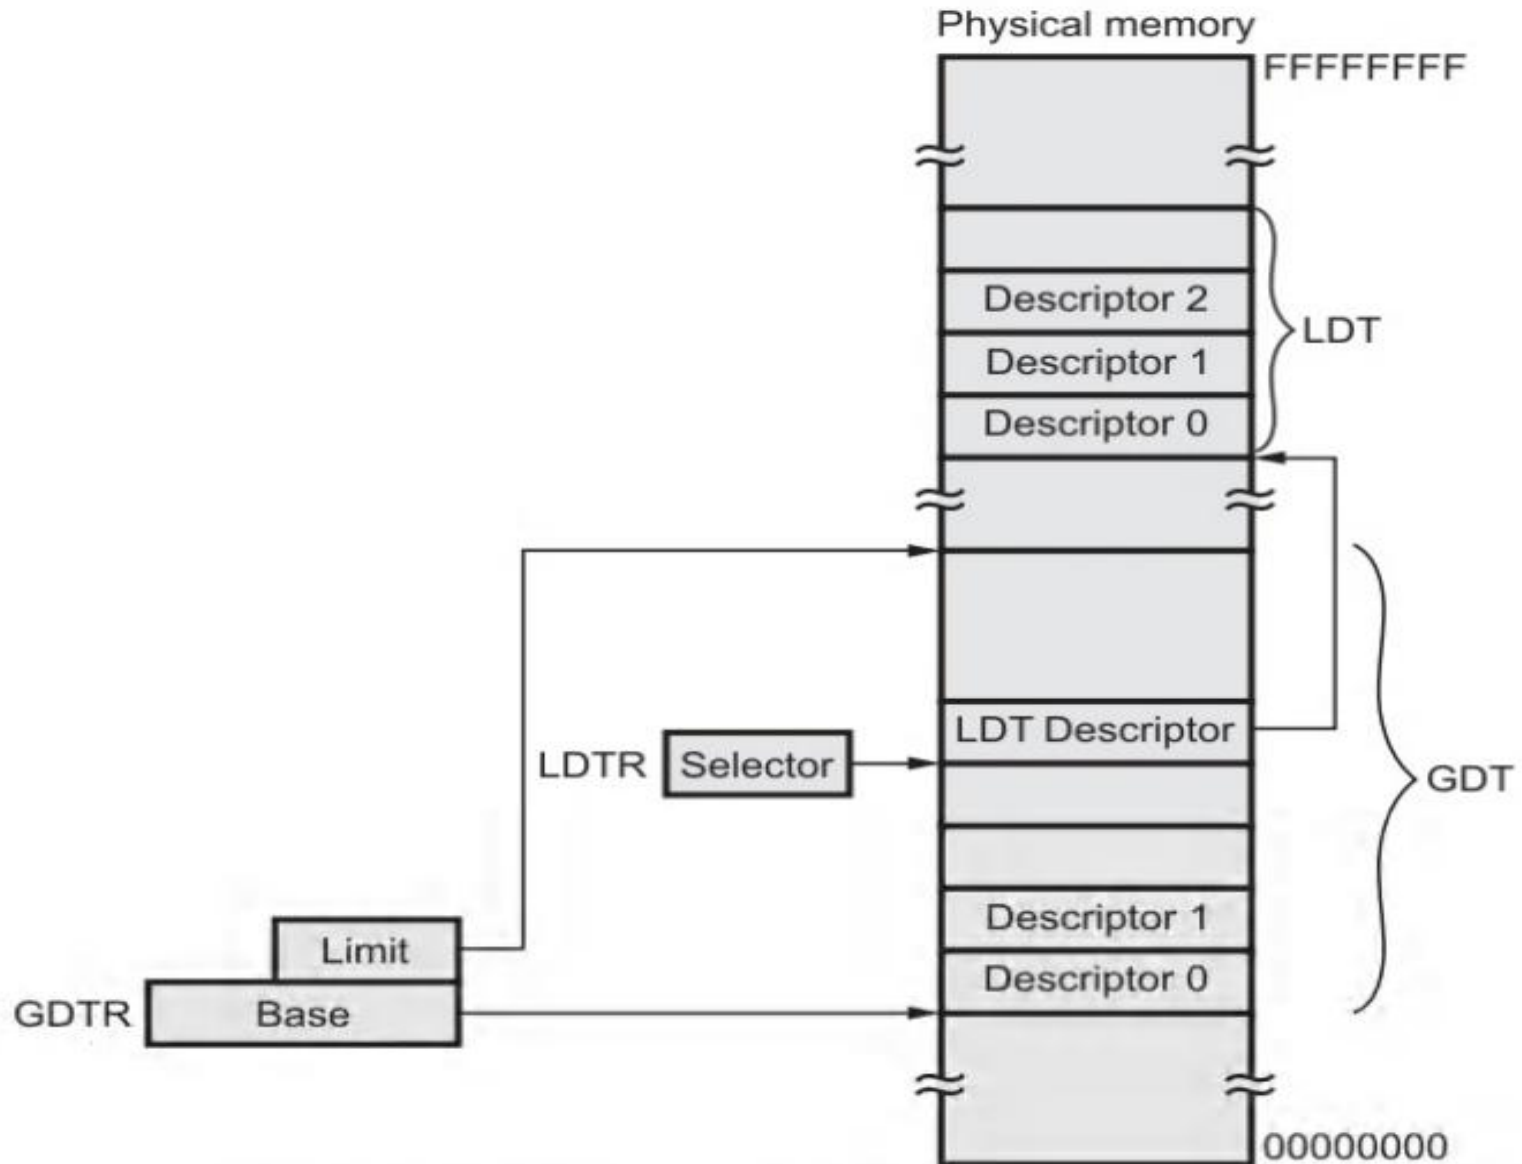 Physical memory
FFFFFFFF
Descriptor 2
LDT
Descriptor 1
Descriptor 0
LDT Descriptor
LDTR
Selector
GDT
Descriptor 1
Limit
Descriptor 0
GDTR
Base
00000000